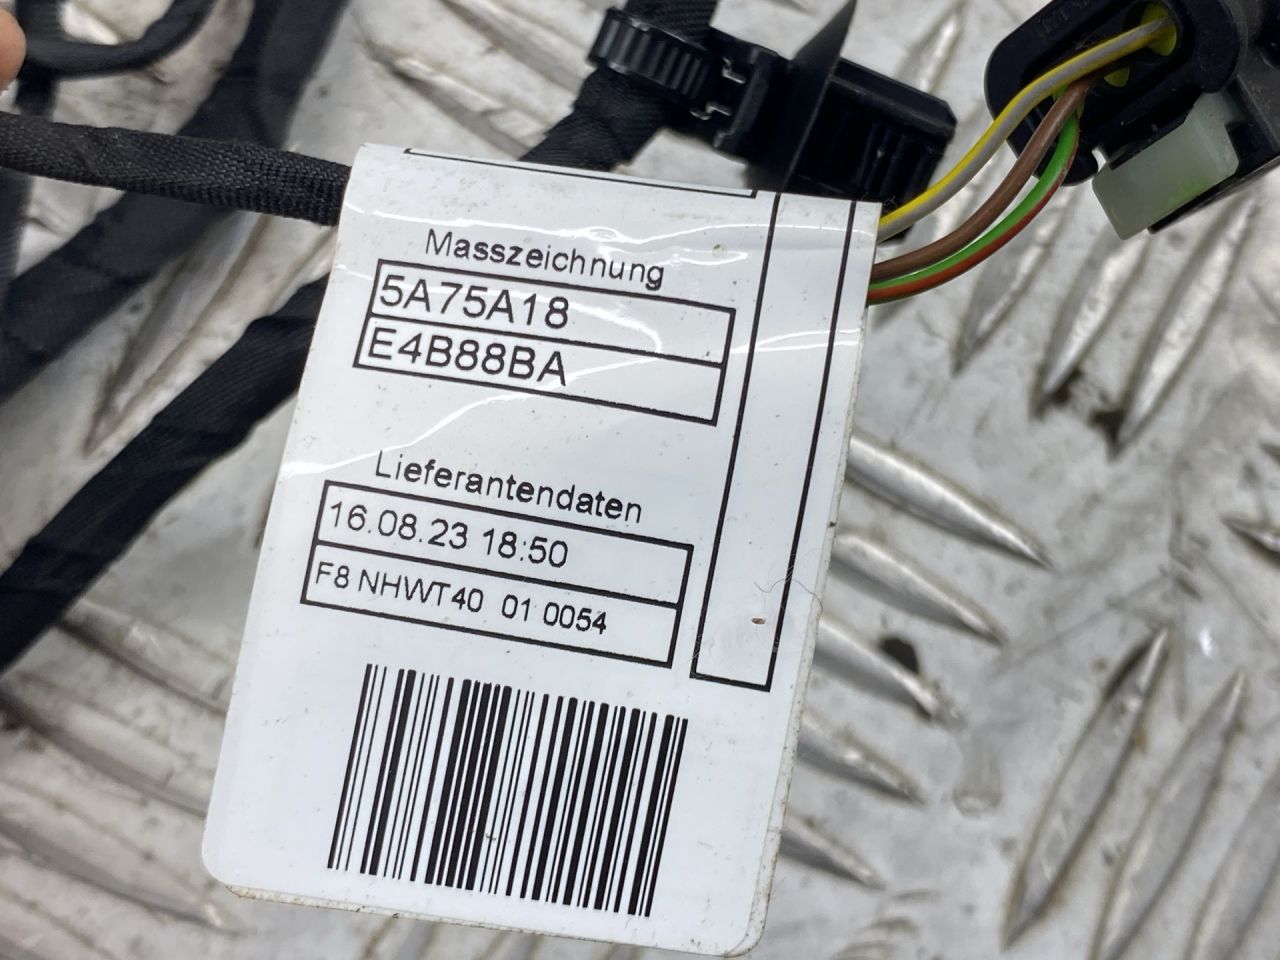 Masszeichnung
5A75A18
E4B88BA
Lieferantendaten
16.08.23 18:50
F8 NHWT40 01 0054